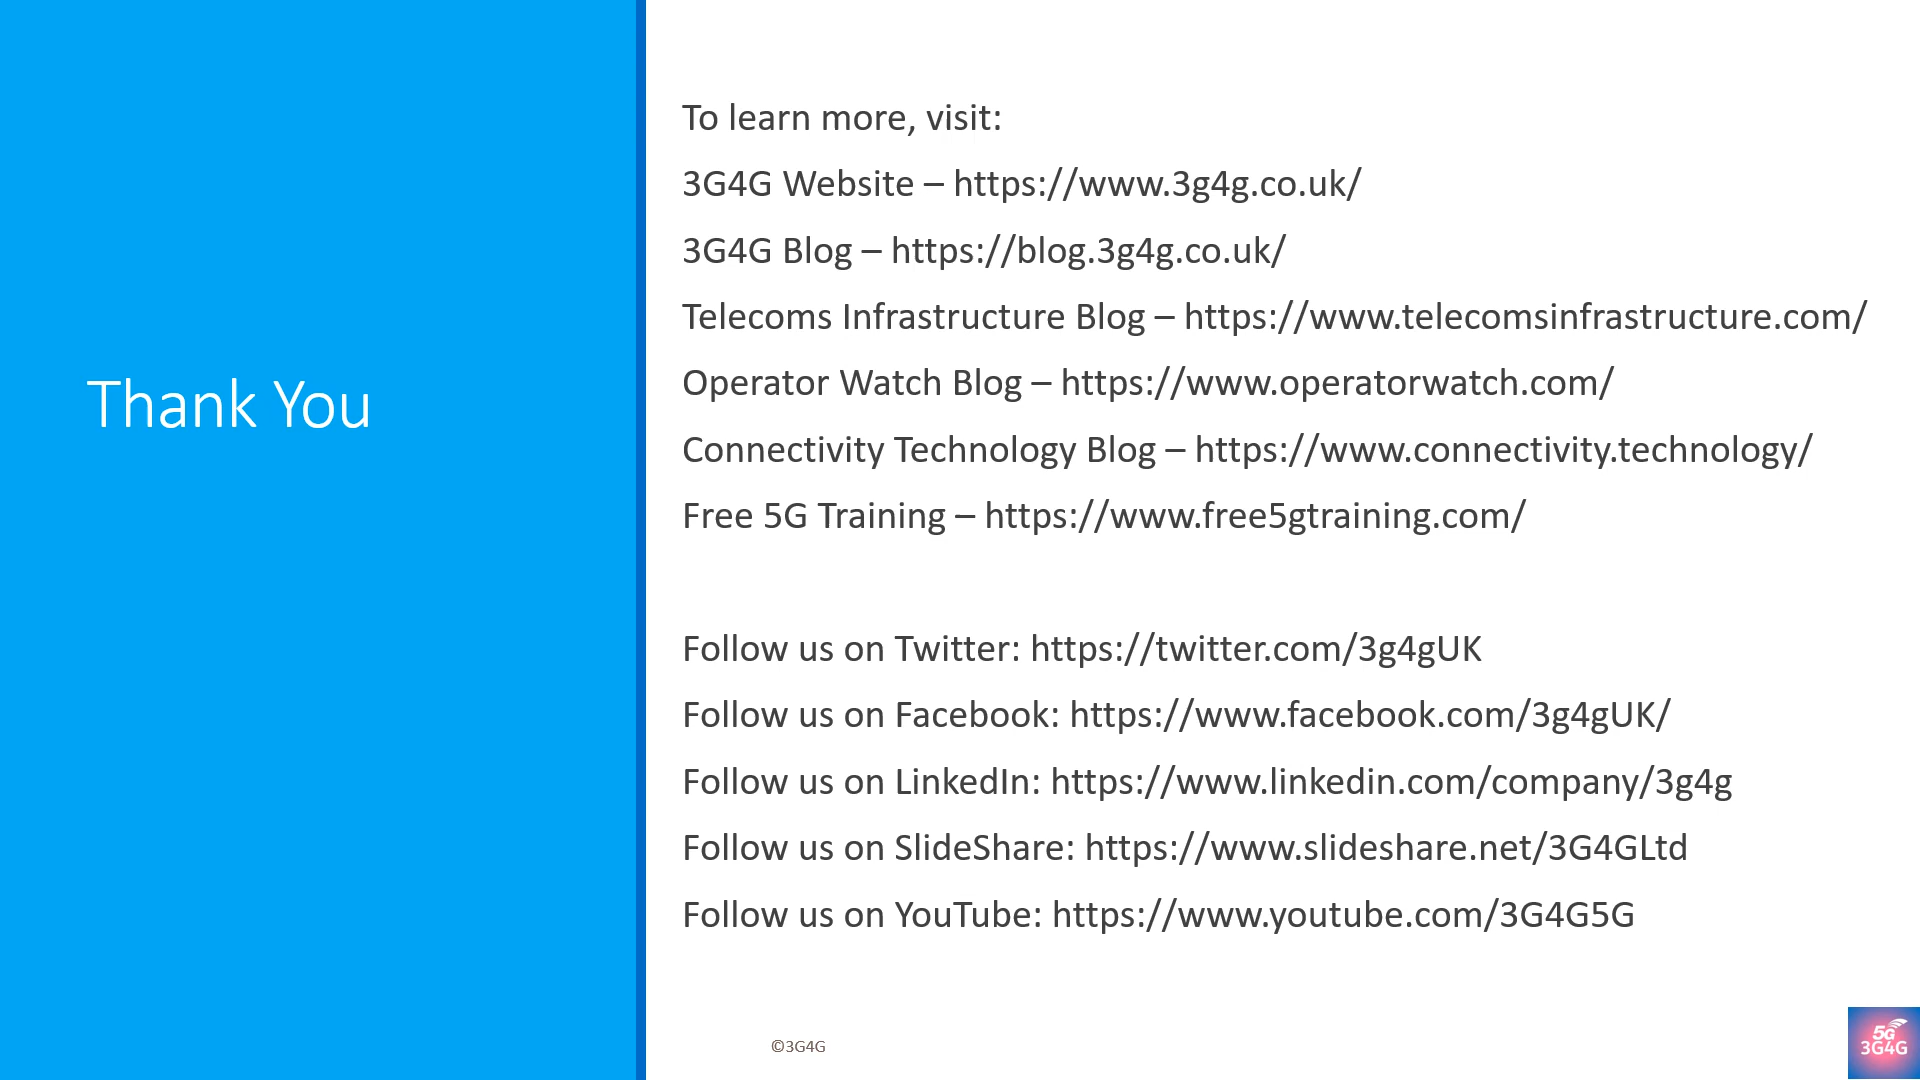 Thank You
To learn more, visit:
3G4G Website – https://www.3g4g.co.uk/
3G4G Blog – https://blog.3g4g.co.uk/
Telecoms Infrastructure Blog – https://www.telecomsinfrastructure.com/
Operator Watch Blog – https://www.operatorwatch.com/
Connectivity Technology Blog – https://www.connectivity.technology/
Free 5G Training – https://www.free5gtraining.com/
Follow us on Twitter: https://twitter.com/3g4gUK
Follow us on Facebook: https://www.facebook.com/3g4gUK/
Follow us on LinkedIn: https://www.linkedin.com/company/3g4g
Follow us on SlideShare: https://www.slideshare.net/3G4GLtd
Follow us on YouTube: https://www.youtube.com/3G4G5G
©3G4G
5G
3G4G